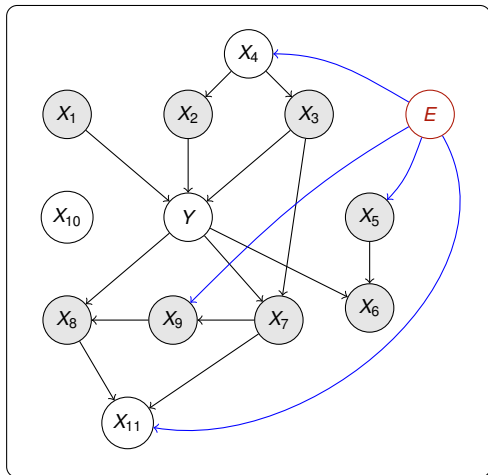 X₄
X₁ X₂ X₃ E
X₁₀ Y X₅
X₈ X₉ X₇ X₆
X₁₁